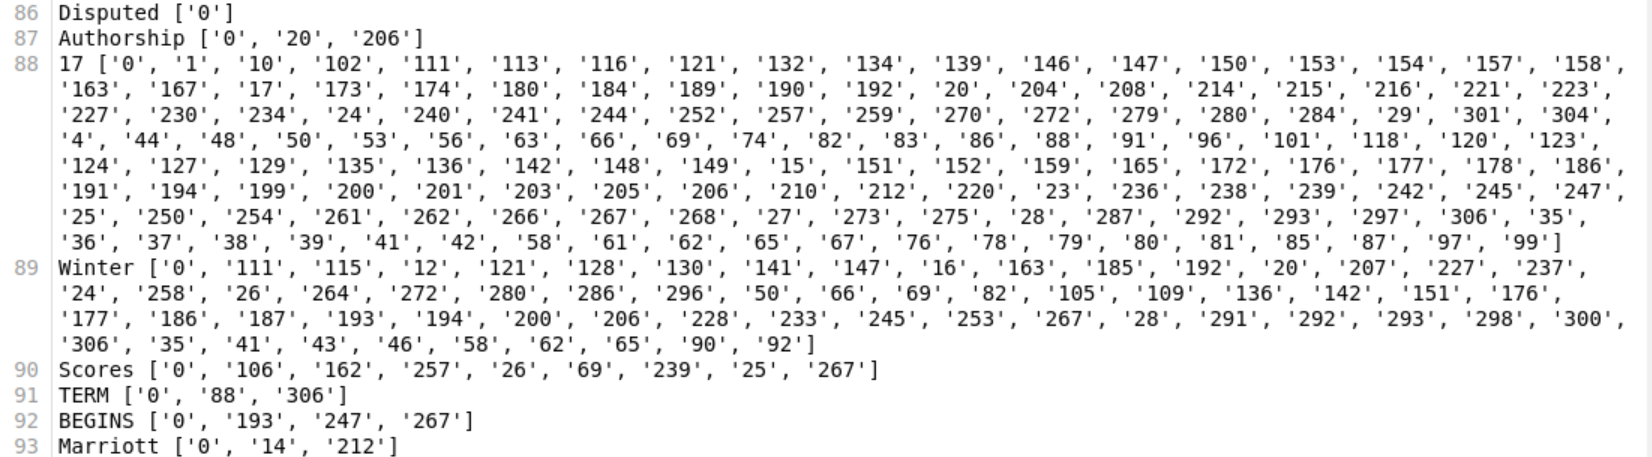 86 Disputed ['0']
87 Authorship ['0', '20', '206']
88 17 ['0', '1', '10', '102', '111', '113', '116', '121', '132', '134', '139', '146', '147', '150', '153', '154', '157', '158',
'163', '167', '17', '173', '174', '180', '184', '189', '190', '192', '20', '204', '208', '214', '215', '216', '221', '223',
'227', '230', '234', '24', '240', '241', '244', '252', '257', '259', '270', '272', '279', '280', '284', '29', '301', '304',
'4', '44', '48', '50', '53', '56', '63', '66', '69', '74', '82', '83', '86', '88', '91', '96', '101', '118', '120', '123',
'124', '127', '129', '135', '136', '142', '148', '149', '15', '151', '152', '159', '165', '172', '176', '177', '178', '186',
'191', '194', '199', '200', '201', '203', '205', '206', '210', '212', '220', '23', '236', '238', '239', '242', '245', '247',
'25', '250', '254', '261', '262', '266', '267', '268', '27', '273', '275', '28', '287', '292', '293', '297', '306', '35',
'36', '37', '38', '39', '41', '42', '58', '61', '62', '65', '67', '76', '78', '79', '80', '81', '85', '87', '97', '99']
89 Winter ['0', '111', '115', '12', '121', '128', '130', '141', '147', '16', '163', '185', '192', '20', '207', '227', '237',
'24', '258', '26', '264', '272', '280', '286', '296', '50', '66', '69', '82', '105', '109', '136', '142', '151', '176',
'177', '186', '187', '193', '194', '200', '206', '228', '233', '245', '253', '267', '28', '291', '292', '293', '298', '300',
'306', '35', '41', '43', '46', '58', '62', '65', '90', '92']
90 Scores ['0', '106', '162', '257', '26', '69', '239', '25', '267']
91 TERM ['0', '88', '306']
92 BEGINS ['0', '193', '247', '267']
93 Marriott ['0', '14', '212']